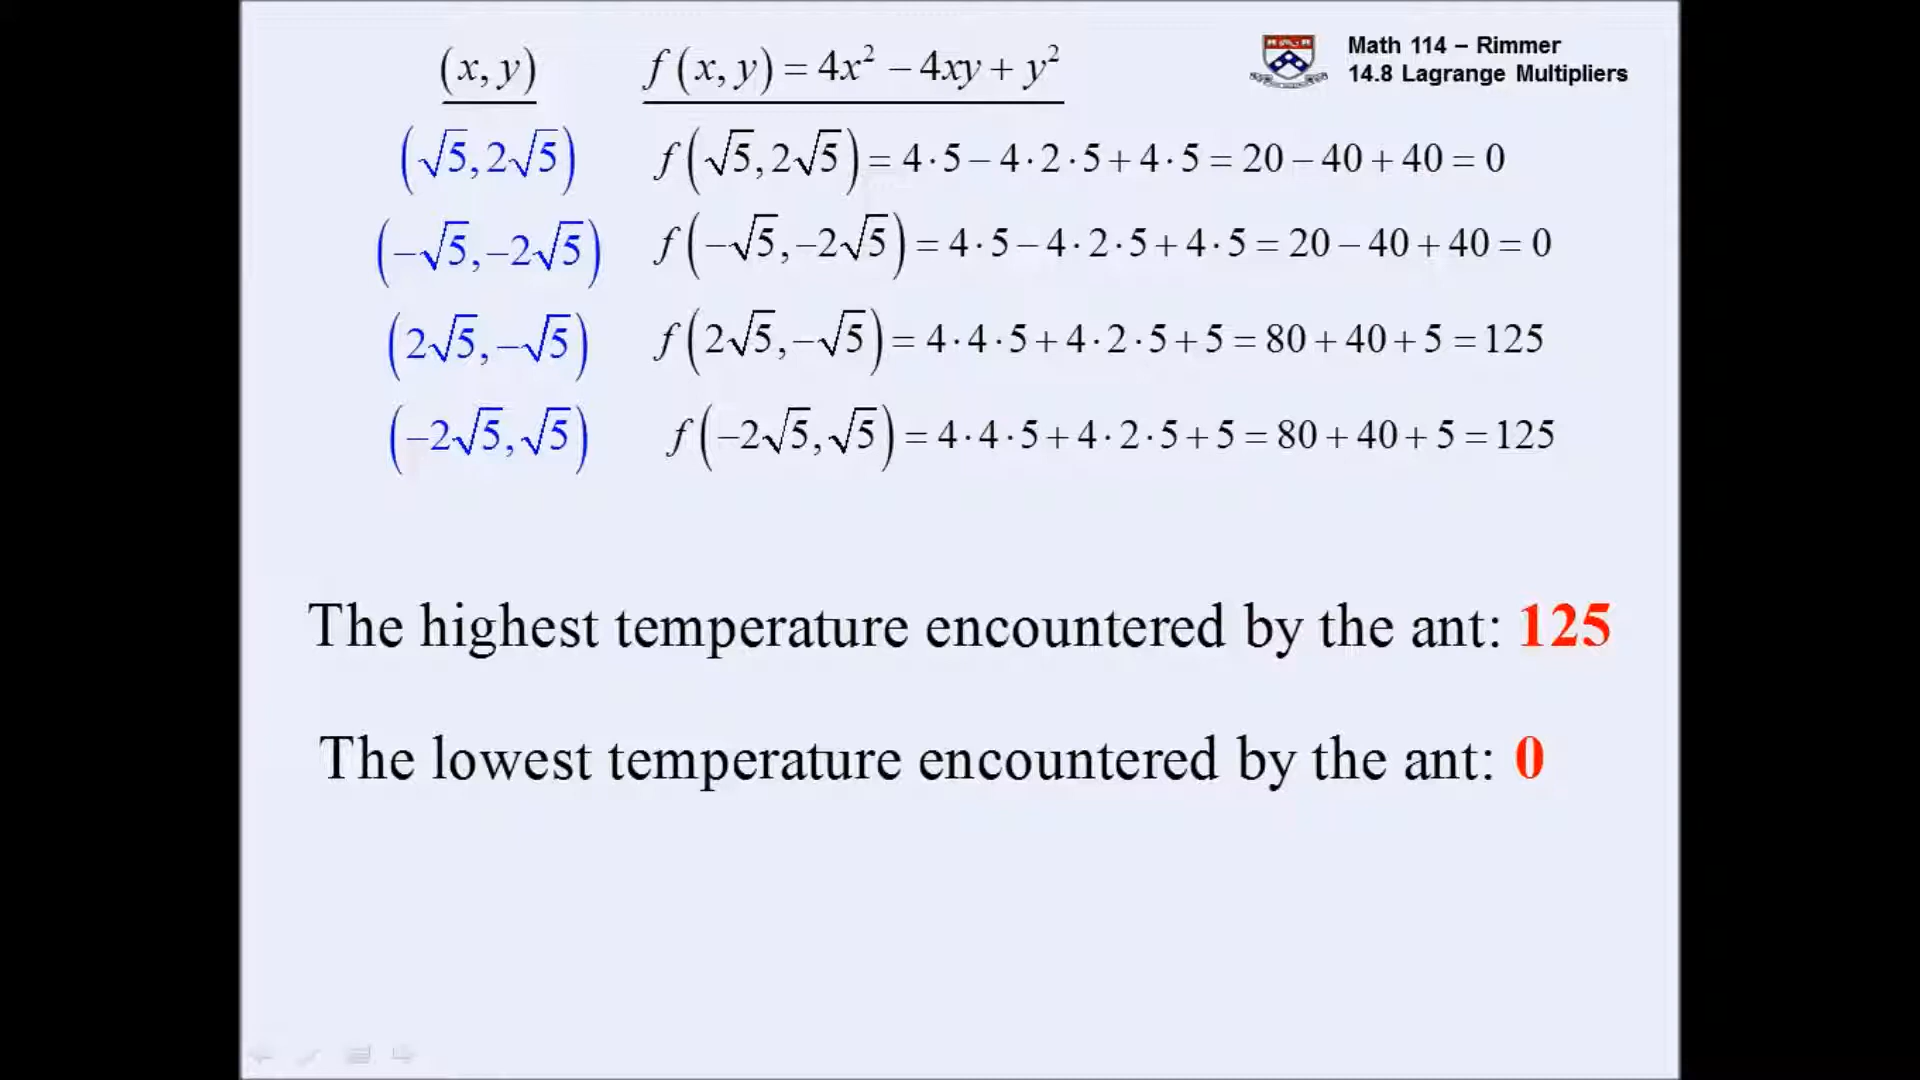 Math 114 – Rimmer
14.8 Lagrange Multipliers
(x, y) f(x, y) = 4x² − 4xy + y²
(√5, 2√5) f(√5, 2√5) = 4·5 − 4·2·5 + 4·5 = 20 − 40 + 40 = 0
(−√5, −2√5) f(−√5, −2√5) = 4·5 − 4·2·5 + 4·5 = 20 − 40 + 40 = 0
(2√5, −√5) f(2√5, −√5) = 4·4·5 + 4·2·5 + 5 = 80 + 40 + 5 = 125
(−2√5, √5) f(−2√5, √5) = 4·4·5 + 4·2·5 + 5 = 80 + 40 + 5 = 125
The highest temperature encountered by the ant: 125
The lowest temperature encountered by the ant: 0